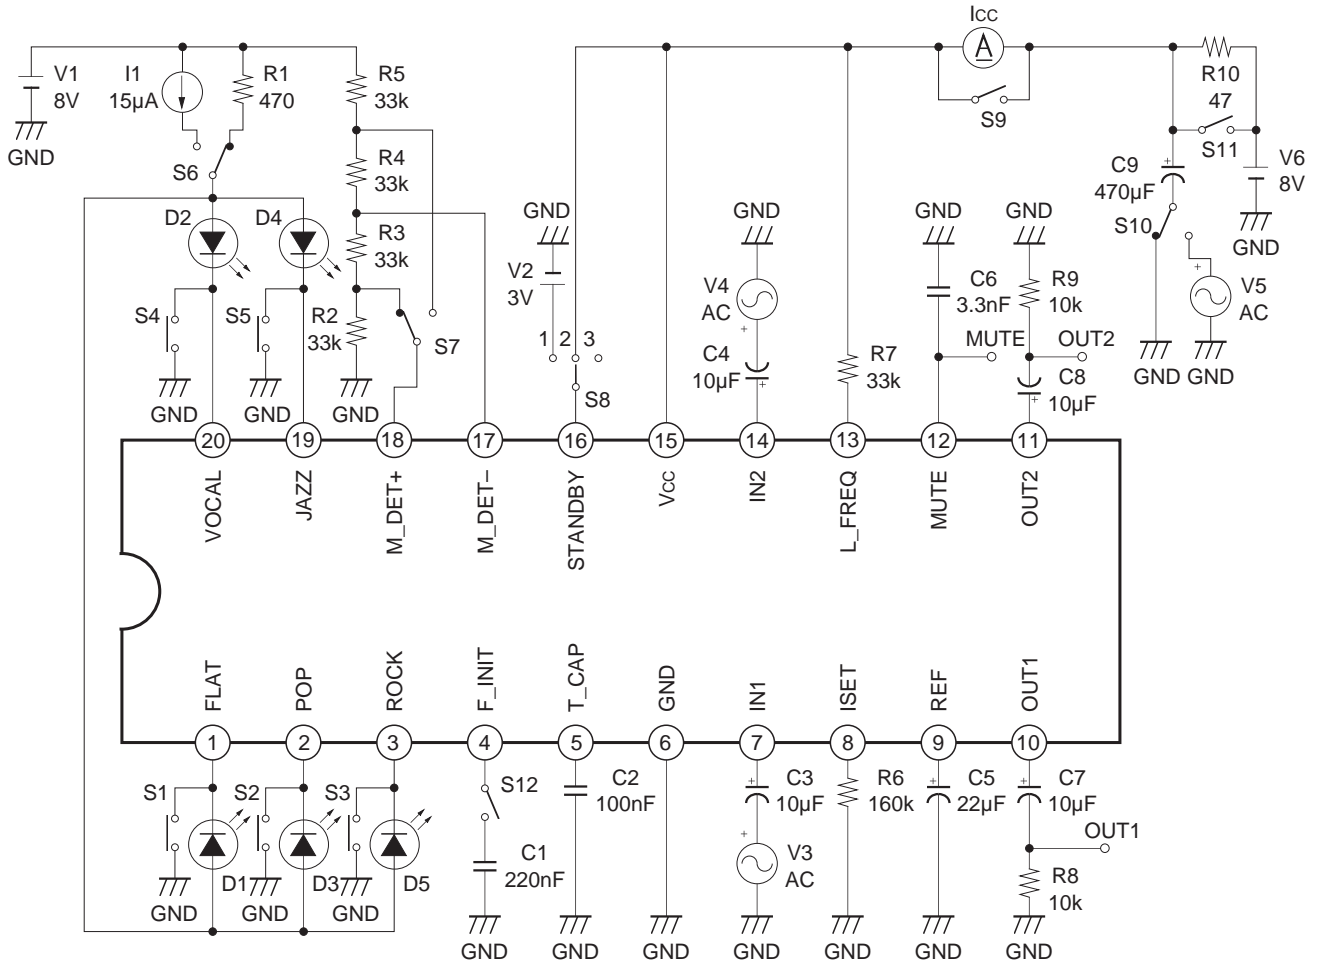 ICC
A
V1
8V
GND
I1
15µA
R1
470
R5
33k
R10
47
S9
S11
S6
R4
33k
C9
470µF
V6
8V
D2
D4
R3
33k
GND
GND
GND
GND
S10
GND
V2
3V
V4
AC
C6
3.3nF
R9
10k
V5
AC
S4
S5
R2
33k
S7
1 2 3
C4
10µF
R7
33k
MUTE
OUT2
C8
10µF
GND
GND
GND
GND
GND
S8
20
19
18
17
16
15
14
13
12
11
VOCAL
JAZZ
M_DET+
M_DET–
STANDBY
VCC
IN2
L_FREQ
MUTE
OUT2
FLAT
POP
ROCK
F_INIT
T_CAP
GND
IN1
ISET
REF
OUT1
1
2
3
4
5
6
7
8
9
10
S1
S2
S3
S12
C2
100nF
C3
10µF
R6
160k
C5
22µF
C7
10µF
OUT1
C1
220nF
V3
AC
D1
D3
D5
R8
10k
GND
GND
GND
GND
GND
GND
GND
GND
GND
GND